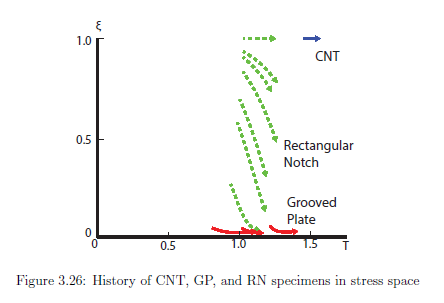 ξ
1.0
CNT
0.5
Rectangular
Notch
Grooved
Plate
0
0 0.5 1.0 1.5 T
Figure 3.26: History of CNT, GP, and RN specimens in stress space